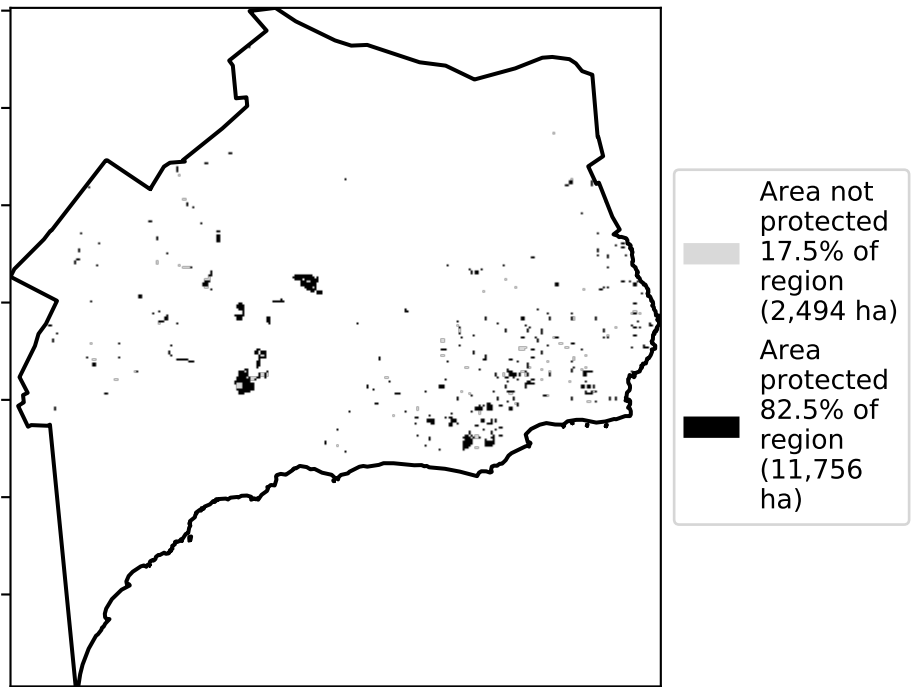 Area not
protected
17.5% of
region
(2,494 ha)
Area
protected
82.5% of
region
(11,756
ha)